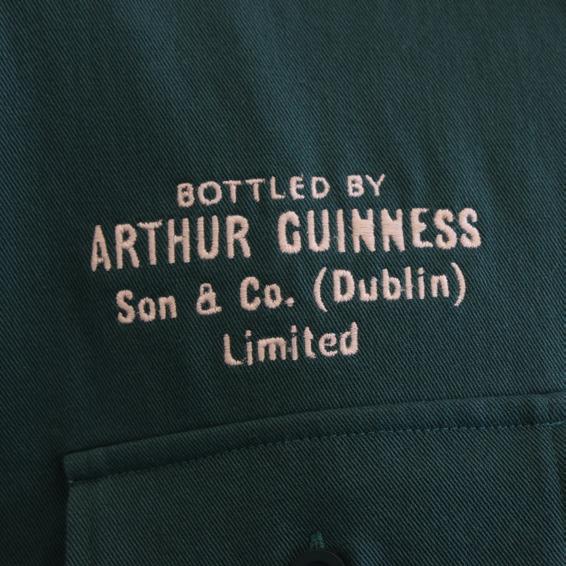 BOTTLED BY
ARTHUR GUINNESS
Son & Co. (Dublin)
Limited